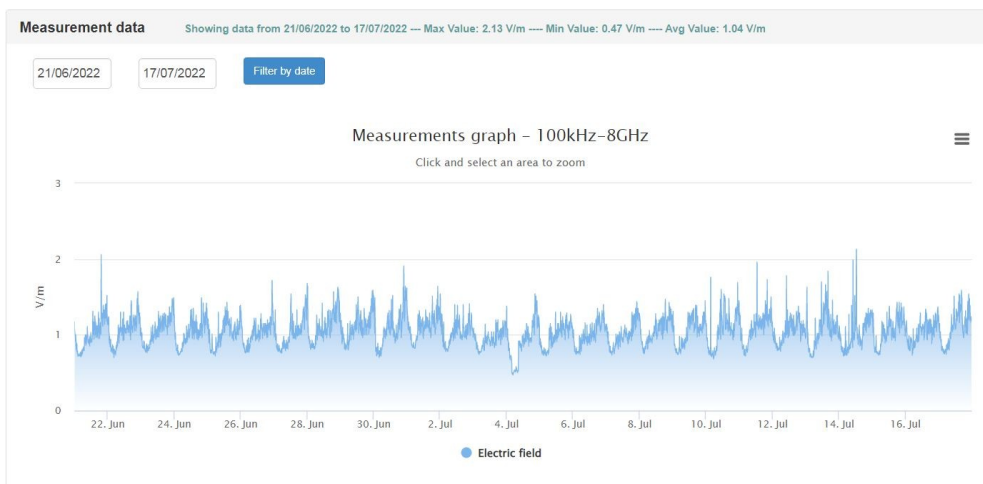 Measurement data
Showing data from 21/06/2022 to 17/07/2022 --- Max Value: 2.13 V/m ---- Min Value: 0.47 V/m ---- Avg Value: 1.04 V/m
21/06/2022
17/07/2022
Filter by date
Measurements graph - 100kHz-8GHz
Click and select an area to zoom
3
2
1
0
V/m
22. Jun 24. Jun 26. Jun 28. Jun 30. Jun 2. Jul 4. Jul 6. Jul 8. Jul 10. Jul 12. Jul 14. Jul 16. Jul
Electric field